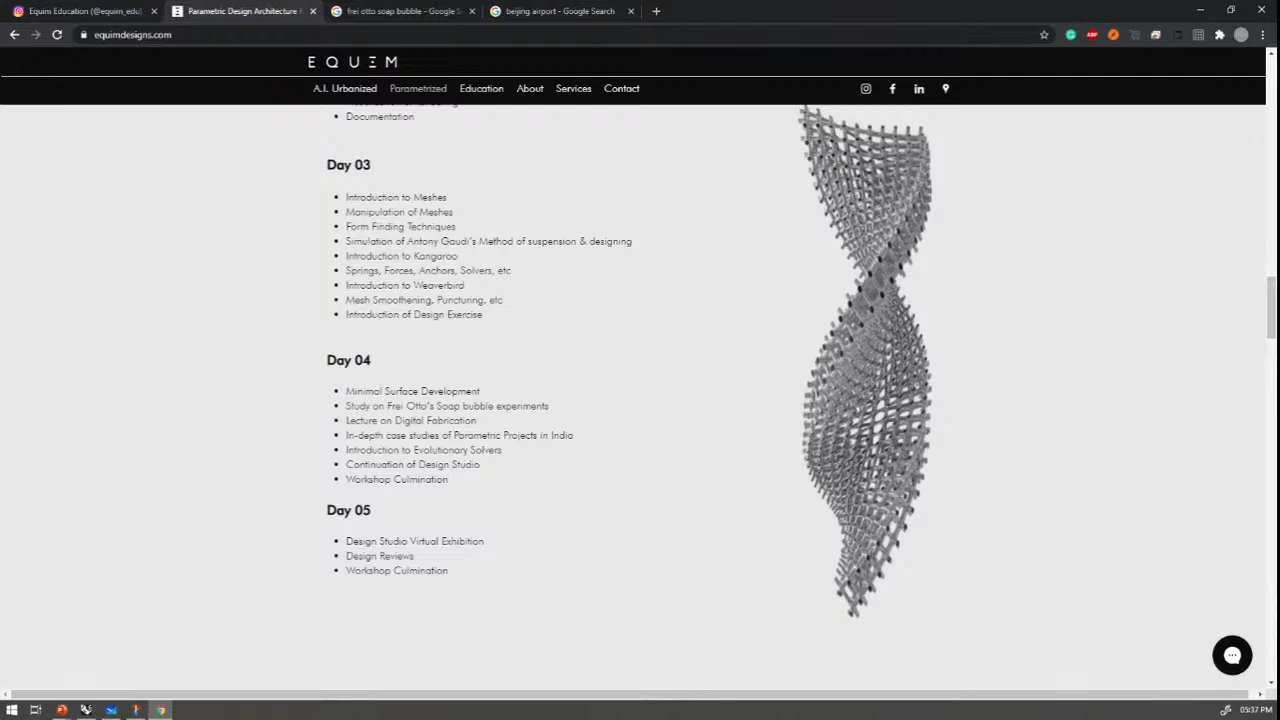 Equim Education (@equim_edu)
Parametric Design Architecture F
frei otto soap bubble - Google S
beijing airport - Google Search
equimdesigns.com
EQUEM
A.I. Urbanized Parametrized Education About Services Contact
Documentation
Day 03
Introduction to Meshes
Manipulation of Meshes
Form Finding Techniques
Simulation of Antony Gaudi's Method of suspension & designing
Introduction to Kangaroo
Springs, Forces, Anchors, Solvers, etc
Introduction to Weaverbird
Mesh Smoothening, Puncturing, etc
Introduction of Design Exercise
Day 04
Minimal Surface Development
Study on Frei Otto's Soap bubble experiments
Lecture on Digital Fabrication
In-depth case studies of Parametric Projects in India
Introduction to Evolutionary Solvers
Continuation of Design Studio
Workshop Culmination
Day 05
Design Studio Virtual Exhibition
Design Reviews
Workshop Culmination
05:37 PM